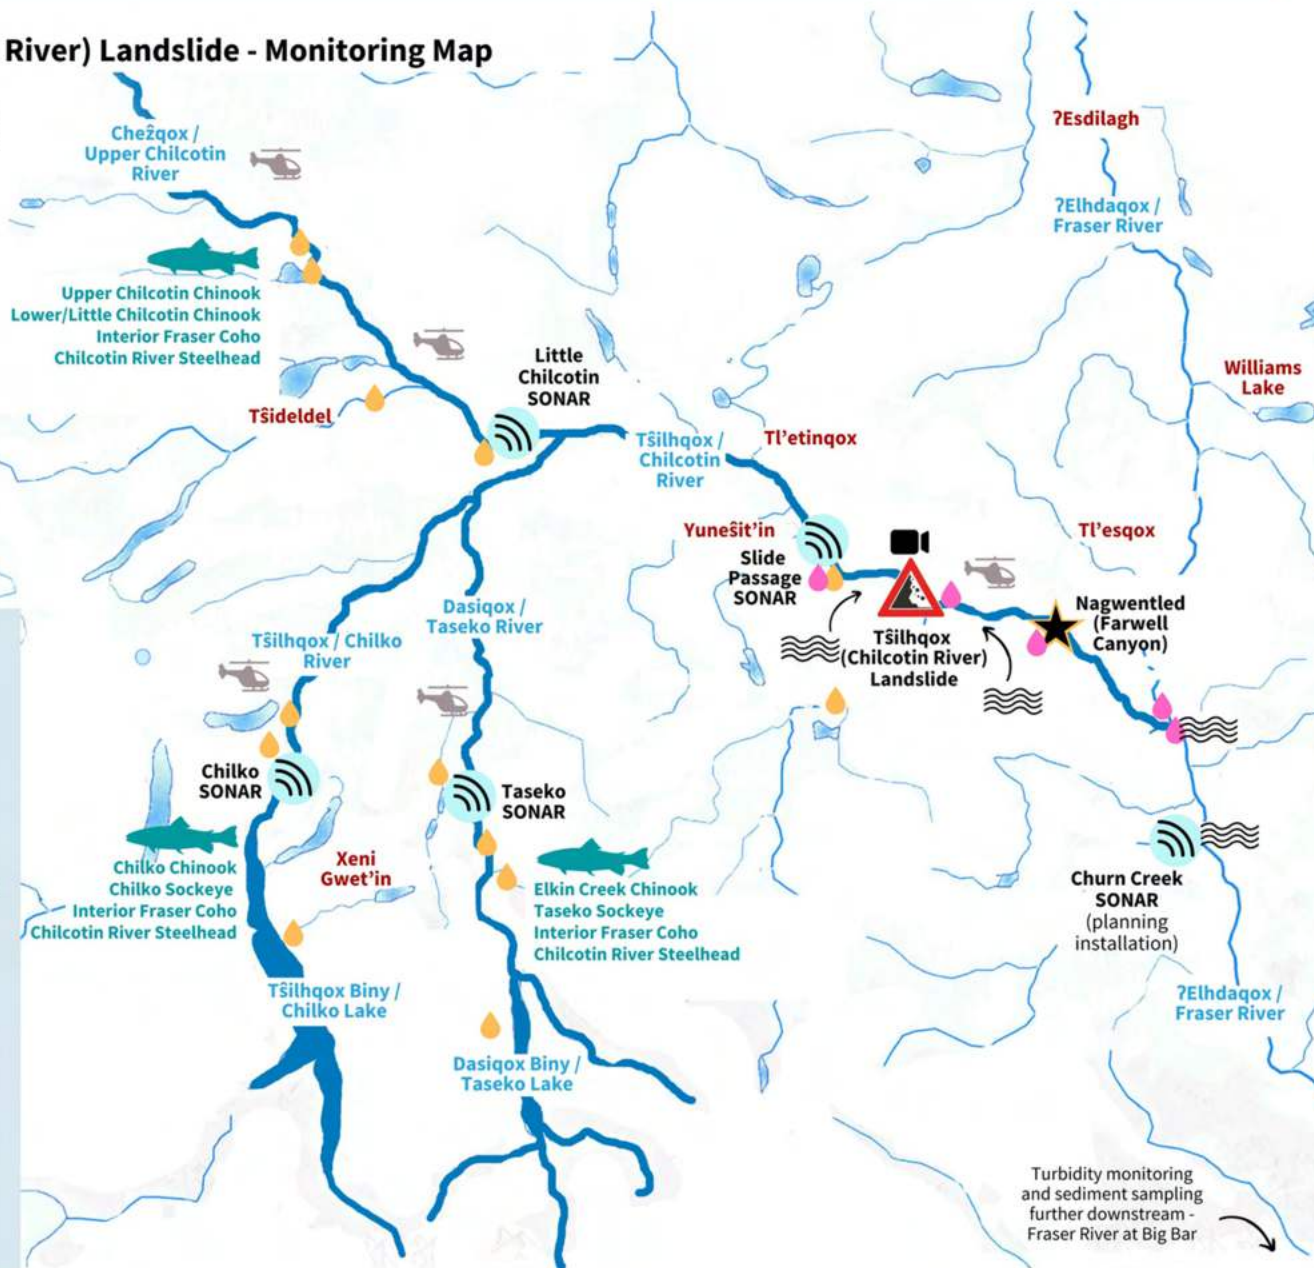 River) Landslide - Monitoring Map
Cheẑqox /
Upper Chilcotin
River
ʔEsdilagh
ʔElhdaqox /
Fraser River
Upper Chilcotin Chinook
Lower/Little Chilcotin Chinook
Interior Fraser Coho
Chilcotin River Steelhead
Little
Chilcotin
SONAR
Williams
Lake
Tŝideldel
Tŝilhqox /
Chilcotin
River
Tl'etinqox
Yuneŝit'in
Slide
Passage
SONAR
Tl'esqox
Dasiqox /
Taseko River
Nagwentled
(Farwell
Canyon)
Tŝilhqox / Chilko
River
Tŝilhqox
(Chilcotin River)
Landslide
Chilko
SONAR
Taseko
SONAR
Chilko Chinook
Chilko Sockeye
Interior Fraser Coho
Chilcotin River Steelhead
Xeni
Gwet'in
Elkin Creek Chinook
Taseko Sockeye
Interior Fraser Coho
Chilcotin River Steelhead
Churn Creek
SONAR
(planning
installation)
Tŝilhqox Biny /
Chilko Lake
ʔElhdaqox /
Fraser River
Dasiqox Biny /
Taseko Lake
Turbidity monitoring
and sediment sampling
further downstream -
Fraser River at Big Bar